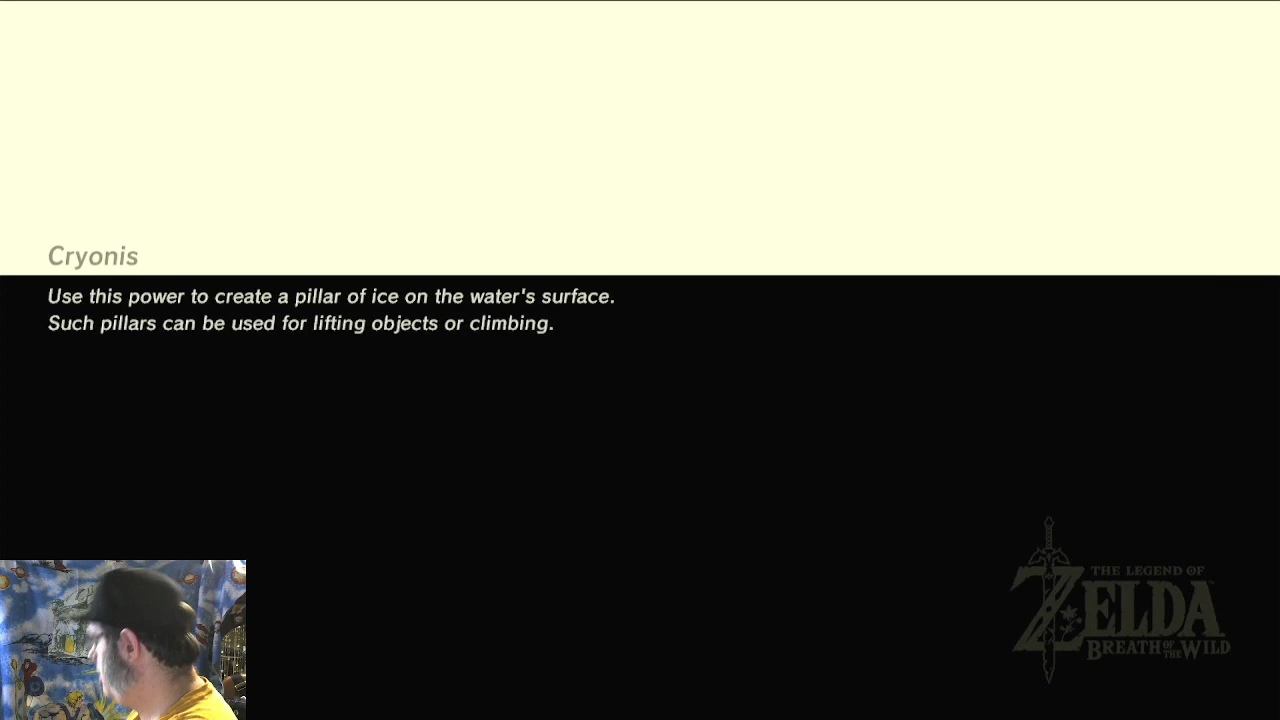 Cryonis
Use this power to create a pillar of ice on the water's surface.
Such pillars can be used for lifting objects or climbing.
THE LEGEND OF
ZELDA
BREATH OF THE WILD